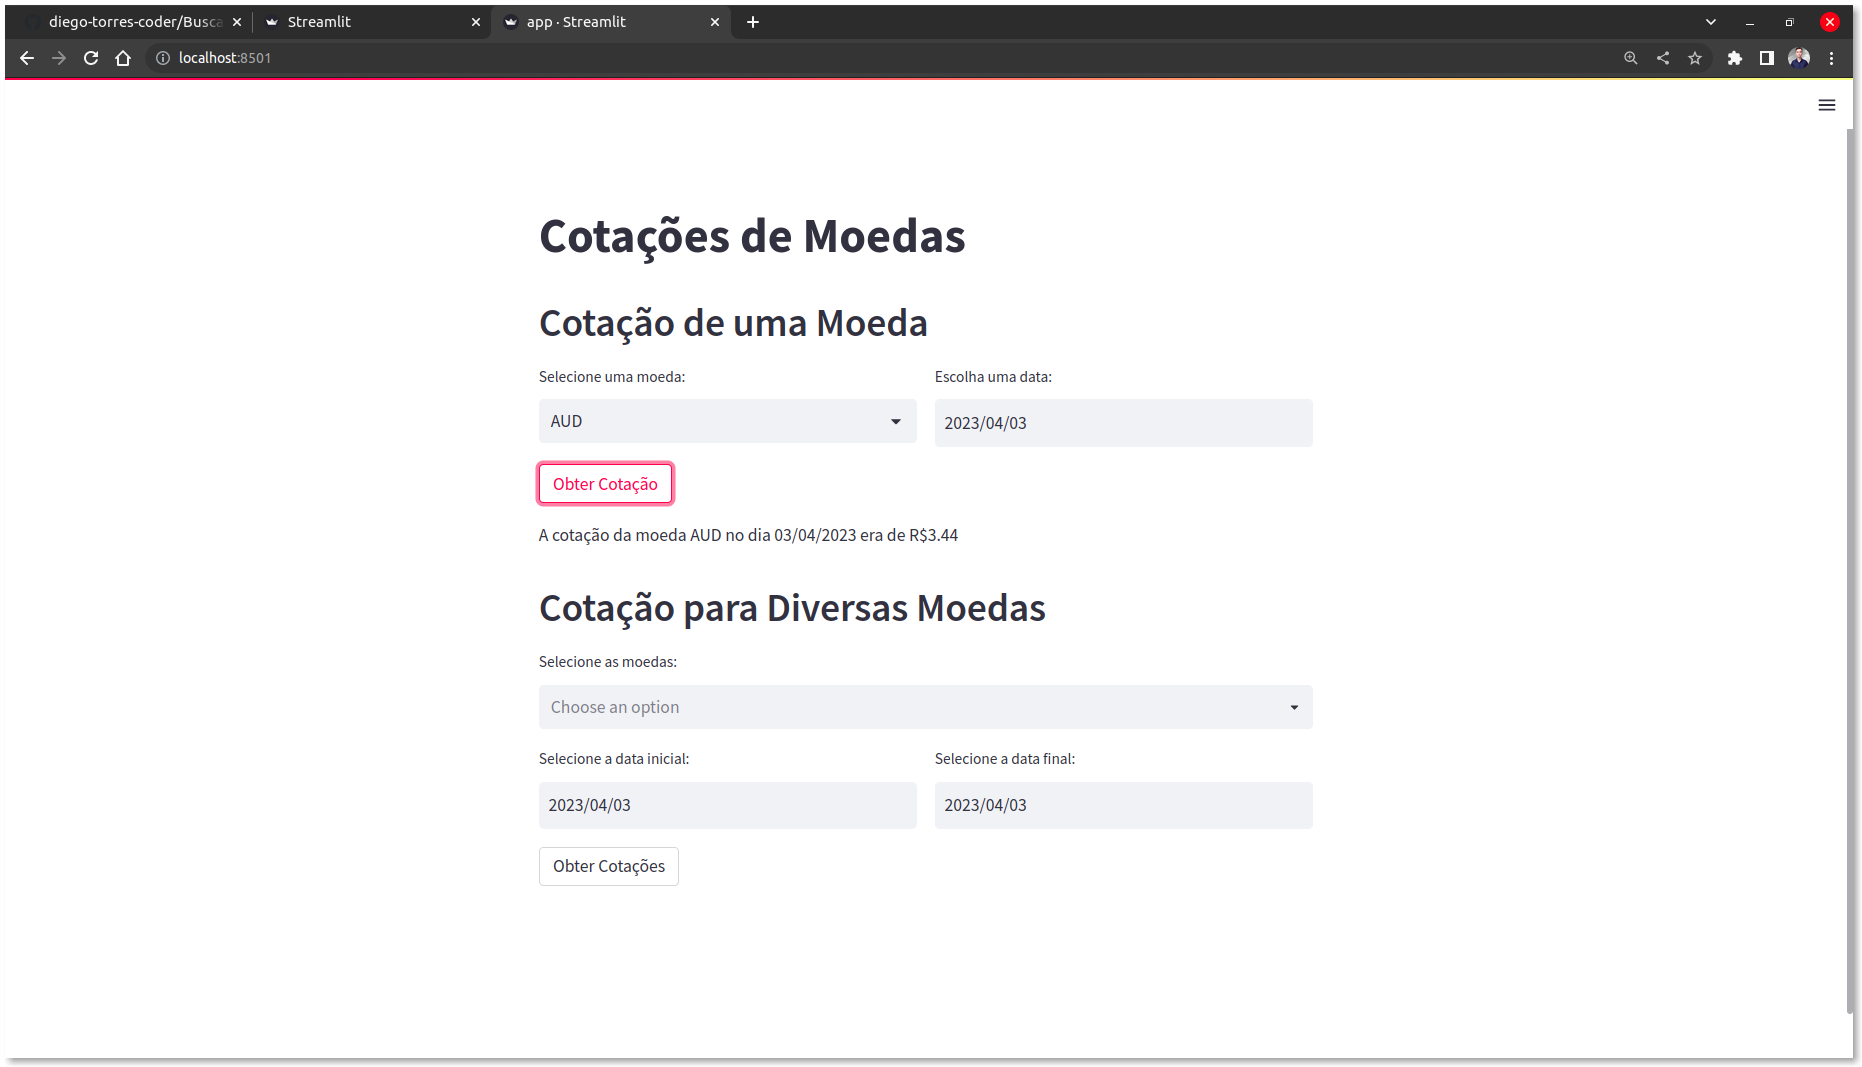 diego-torres-coder/Busca
Streamlit
app · Streamlit
localhost:8501
Cotações de Moedas
Cotação de uma Moeda
Selecione uma moeda: Escolha uma data:
AUD 2023/04/03
Obter Cotação
A cotação da moeda AUD no dia 03/04/2023 era de R$3.44
Cotação para Diversas Moedas
Selecione as moedas:
Choose an option
Selecione a data inicial: Selecione a data final:
2023/04/03 2023/04/03
Obter Cotações